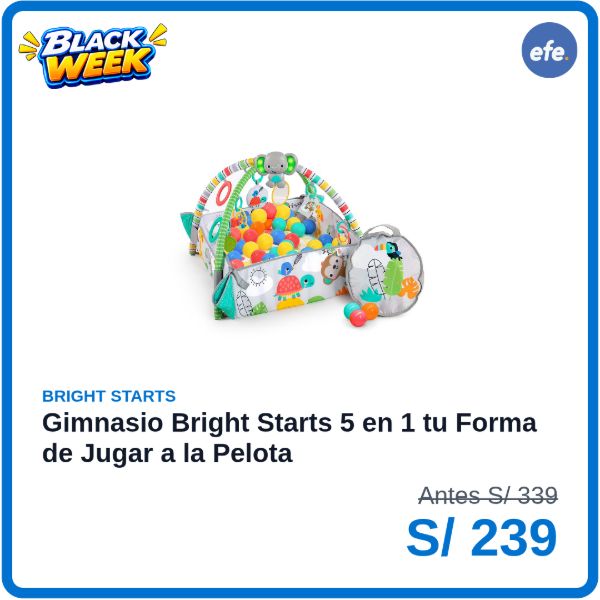 BLACK
WEEK
efe.
BRIGHT STARTS
Gimnasio Bright Starts 5 en 1 tu Forma
de Jugar a la Pelota
Antes S/ 339
S/ 239